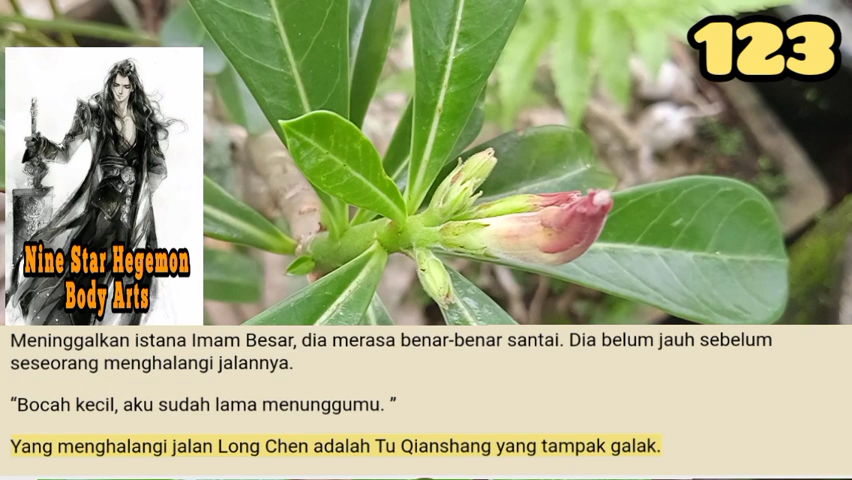 123
Nine Star Hegemon
Body Arts
Meninggalkan istana Imam Besar, dia merasa benar-benar santai. Dia belum jauh sebelum
seseorang menghalangi jalannya.
“Bocah kecil, aku sudah lama menunggumu. ”
Yang menghalangi jalan Long Chen adalah Tu Qianshang yang tampak galak.